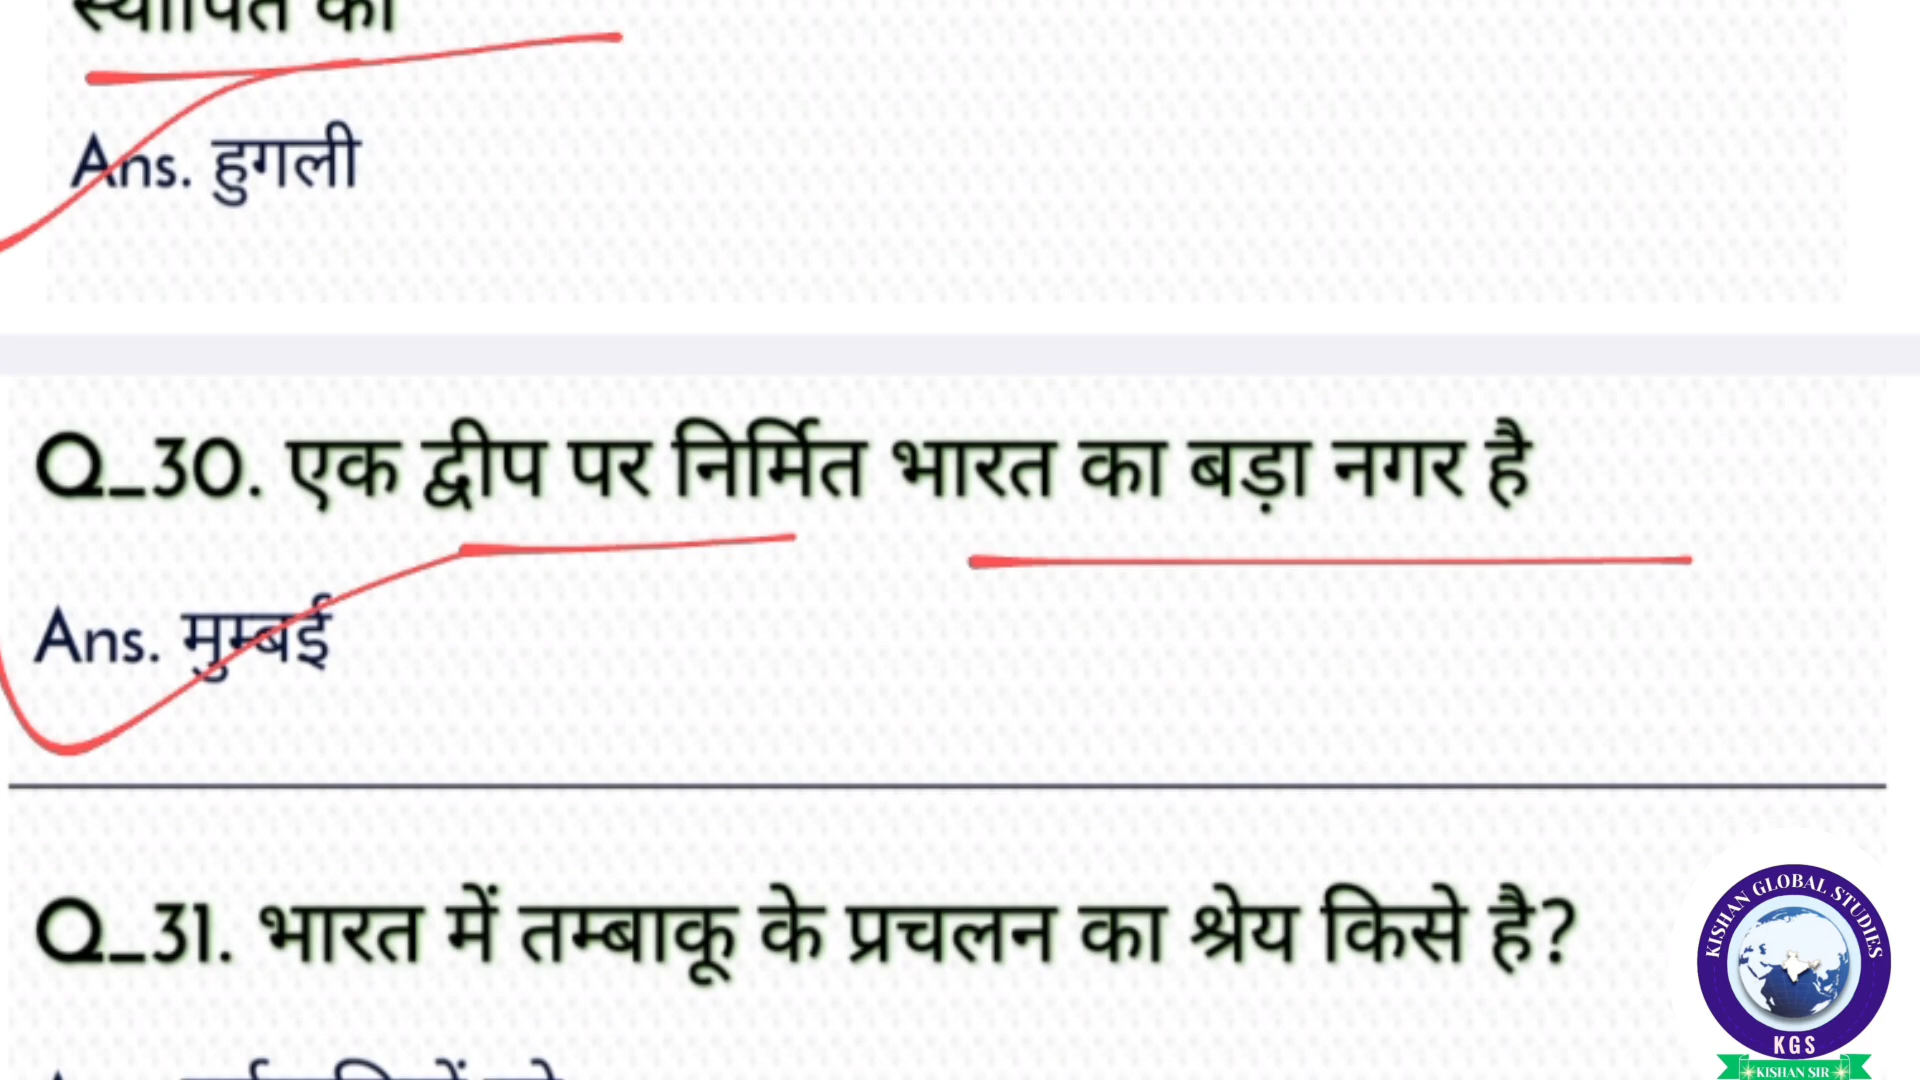 स्थापित की
Ans. हुगली
Q_30. एक द्वीप पर निर्मित भारत का बड़ा नगर है
Ans. मुम्बई
Q_31. भारत में तम्बाकू के प्रचलन का श्रेय किसे है?
KISHAN GLOBAL STUDIES
KGS
KISHAN SIR